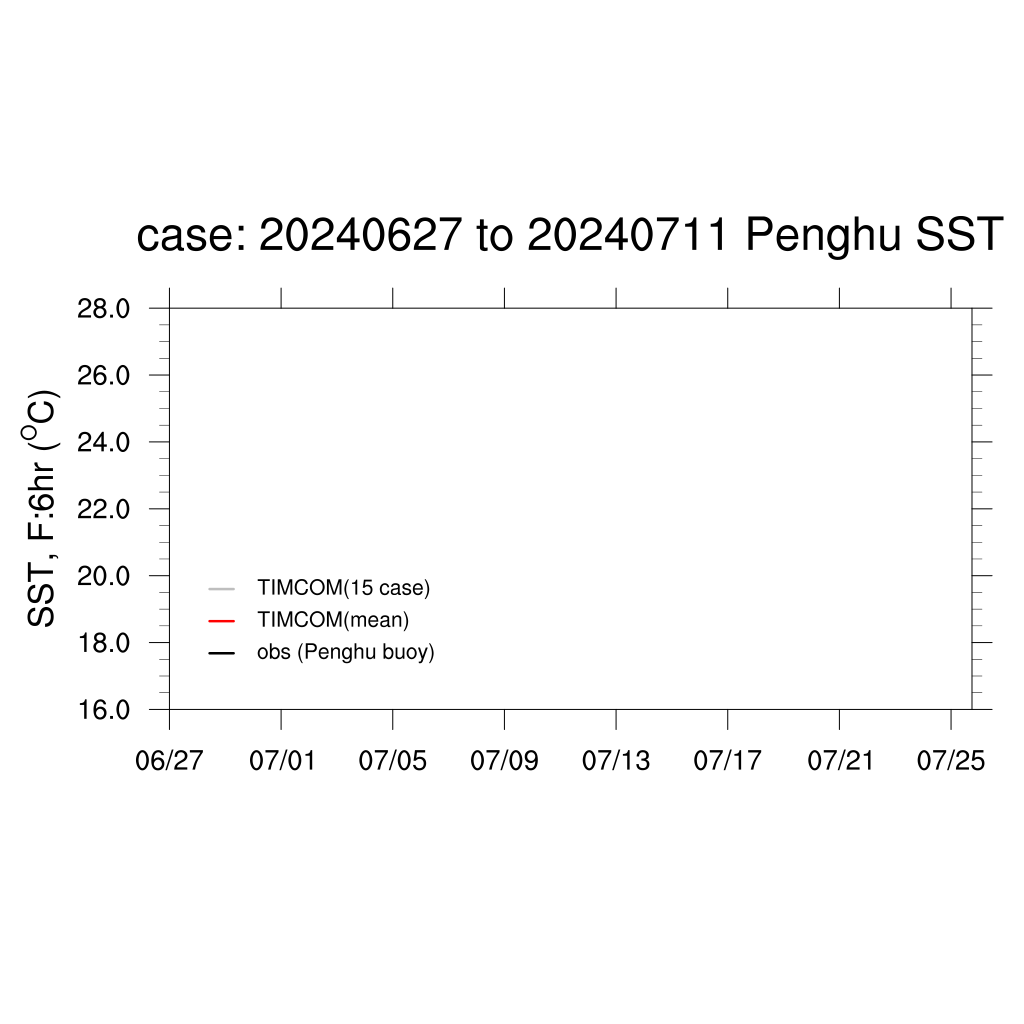 case: 20240627 to 20240711 Penghu SST
SST, F:6hr (°C)
28.0
26.0
24.0
22.0
20.0
18.0
16.0
TIMCOM(15 case)
TIMCOM(mean)
obs (Penghu buoy)
06/27 07/01 07/05 07/09 07/13 07/17 07/21 07/25